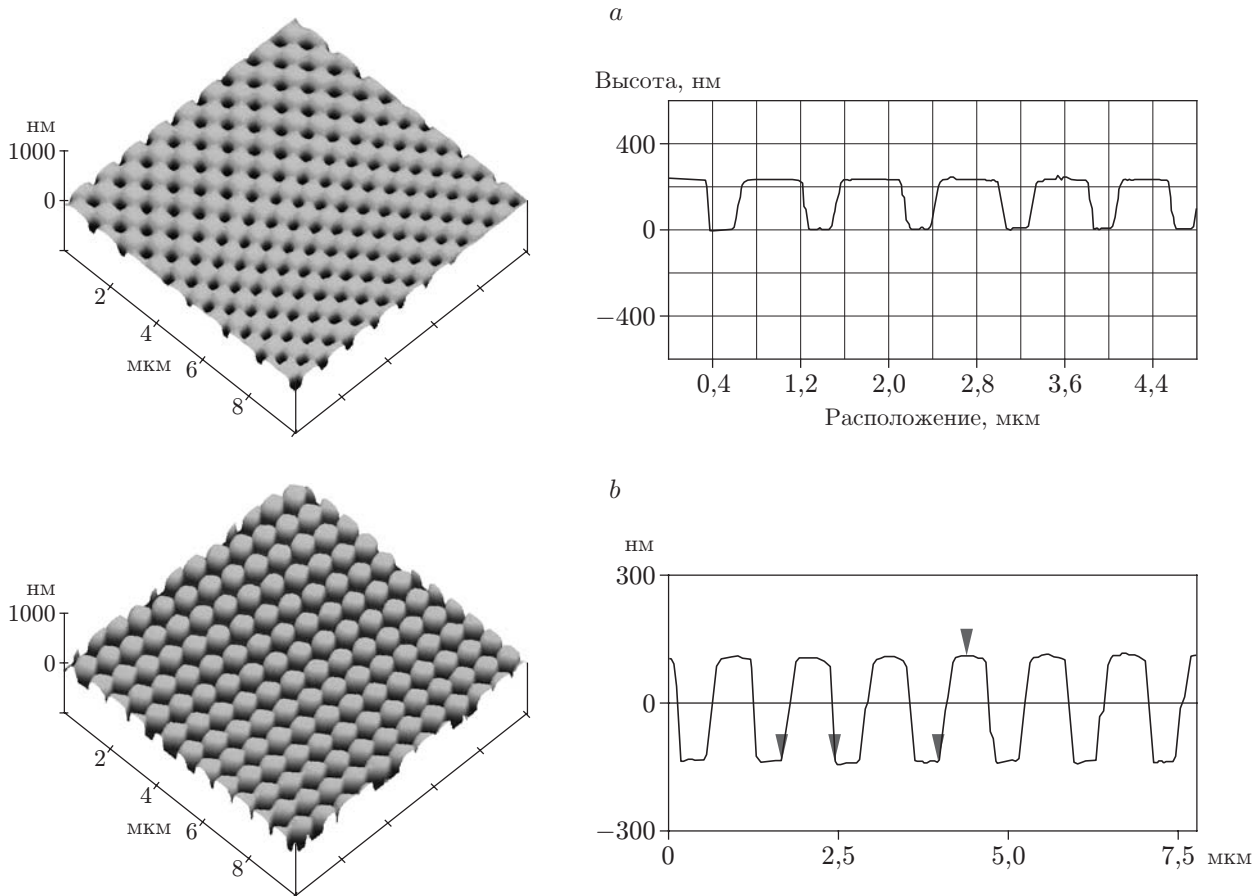 a
нм
1000
0
2
4
мкм 6
8
Высота, нм
400
0
−400
0,4 1,2 2,0 2,8 3,6 4,4
Расположение, мкм
b
нм
1000
0
2
4
мкм 6
8
нм
300
0
−300
0 2,5 5,0 7,5 мкм